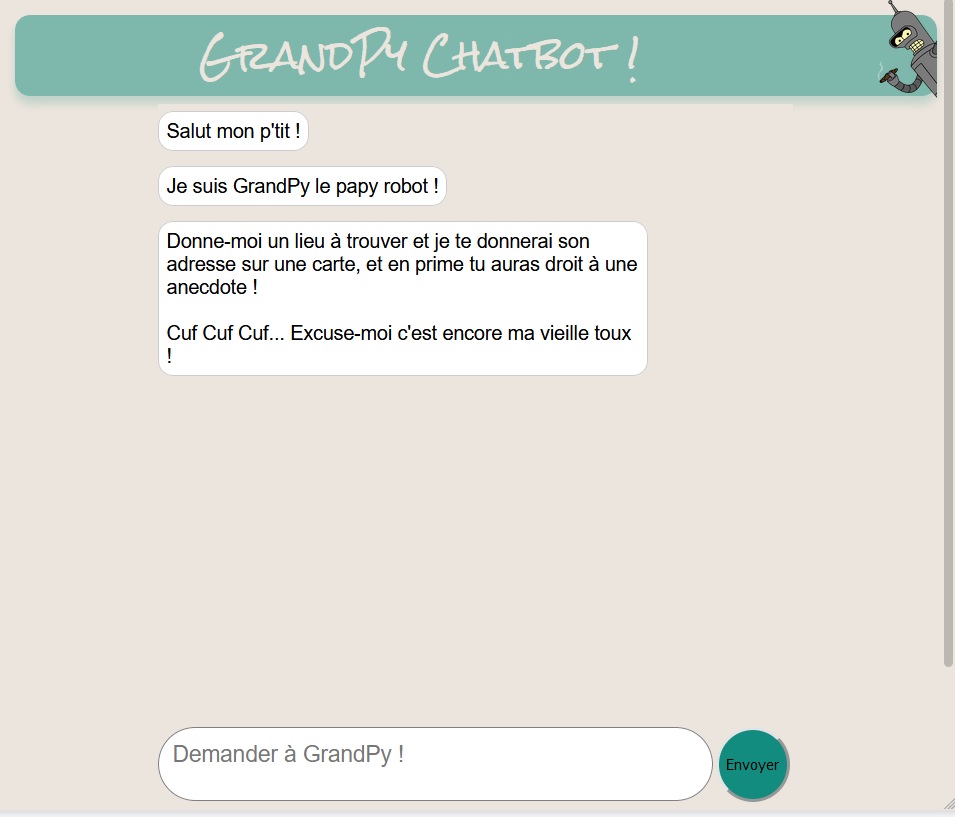 GrandPy Chatbot !
Salut mon p'tit !
Je suis GrandPy le papy robot !
Donne-moi un lieu à trouver et je te donnerai son
adresse sur une carte, et en prime tu auras droit à une
anecdote !
Cuf Cuf Cuf... Excuse-moi c'est encore ma vieille toux
!
Demander à GrandPy !
Envoyer